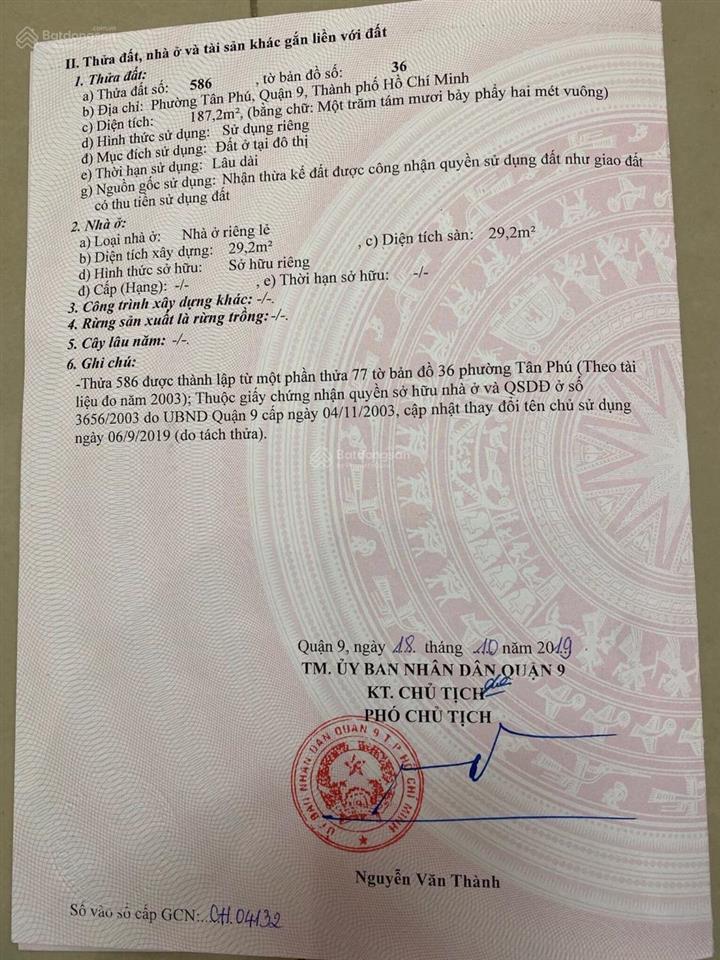 Batdongsan
II. Thửa đất, nhà ở và tài sản khác gắn liền với đất
1. Thửa đất:
a) Thửa đất số: 586 , tờ bản đồ số: 36
b) Địa chỉ: Phường Tân Phú, Quận 9, Thành phố Hồ Chí Minh
c) Diện tích: 187,2m², (bằng chữ: Một trăm tám mươi bảy phẩy hai mét vuông)
d) Hình thức sử dụng: Sử dụng riêng
đ) Mục đích sử dụng: Đất ở tại đô thị
e) Thời hạn sử dụng: Lâu dài
g) Nguồn gốc sử dụng: Nhận thừa kế đất được công nhận quyền sử dụng đất như giao đất
có thu tiền sử dụng đất
2. Nhà ở:
a) Loại nhà ở: Nhà ở riêng lẻ
b) Diện tích xây dựng: 29,2m² , c) Diện tích sàn: 29,2m²
d) Hình thức sở hữu: Sở hữu riêng
đ) Cấp (Hạng): -/- , e) Thời hạn sở hữu: -/-
3. Công trình xây dựng khác: -/-.
4. Rừng sản xuất là rừng trồng: -/-.
5. Cây lâu năm: -/-.
6. Ghi chú:
-Thửa 586 được thành lập từ một phần thửa 77 tờ bản đồ 36 phường Tân Phú (Theo tài
liệu đo năm 2003); Thuộc giấy chứng nhận quyền sở hữu nhà ở và QSDĐ ở số
3656/2003 do UBND Quận 9 cấp ngày 04/11/2003, cập nhật thay đổi tên chủ sử dụng
ngày 06/9/2019 (do tách thửa).
Batdongsan
Quận 9, ngày 18. tháng .10 năm 2019
TM. ỦY BAN NHÂN DÂN QUẬN 9
KT. CHỦ TỊCH
PHÓ CHỦ TỊCH
ỦY BAN NHÂN DÂN QUẬN 9 T.P HỒ CHÍ MINH
Nguyễn Văn Thành
Số vào sổ cấp GCN:..CH.04132